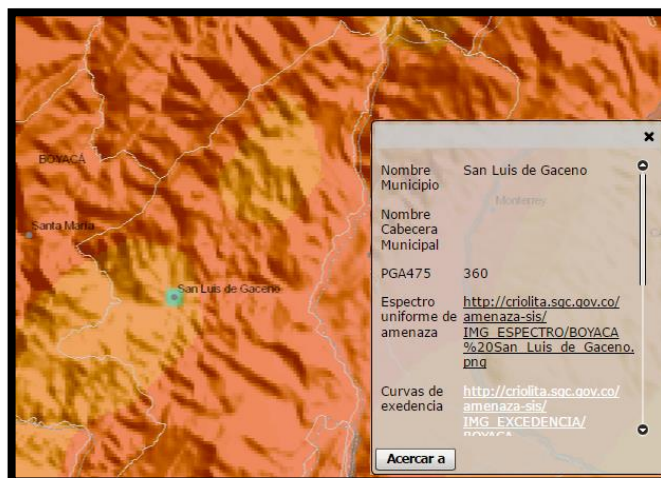 BOYACÁ
Santa María
San Luis de Gaceno
Nombre Municipio San Luis de Gaceno
Monterrey
Nombre
Cabecera
Municipal
PGA475 360
Espectro uniforme de amenaza http://criolita.sgc.gov.co/
amenaza-sis/
IMG_ESPECTRO/BOYACA
%20San_Luis_de_Gaceno.
png
Curvas de exedencia http://criolita.sgc.gov.co/
amenaza-sis/
IMG_EXCEDENCIA/
BOYACA
Acercar a